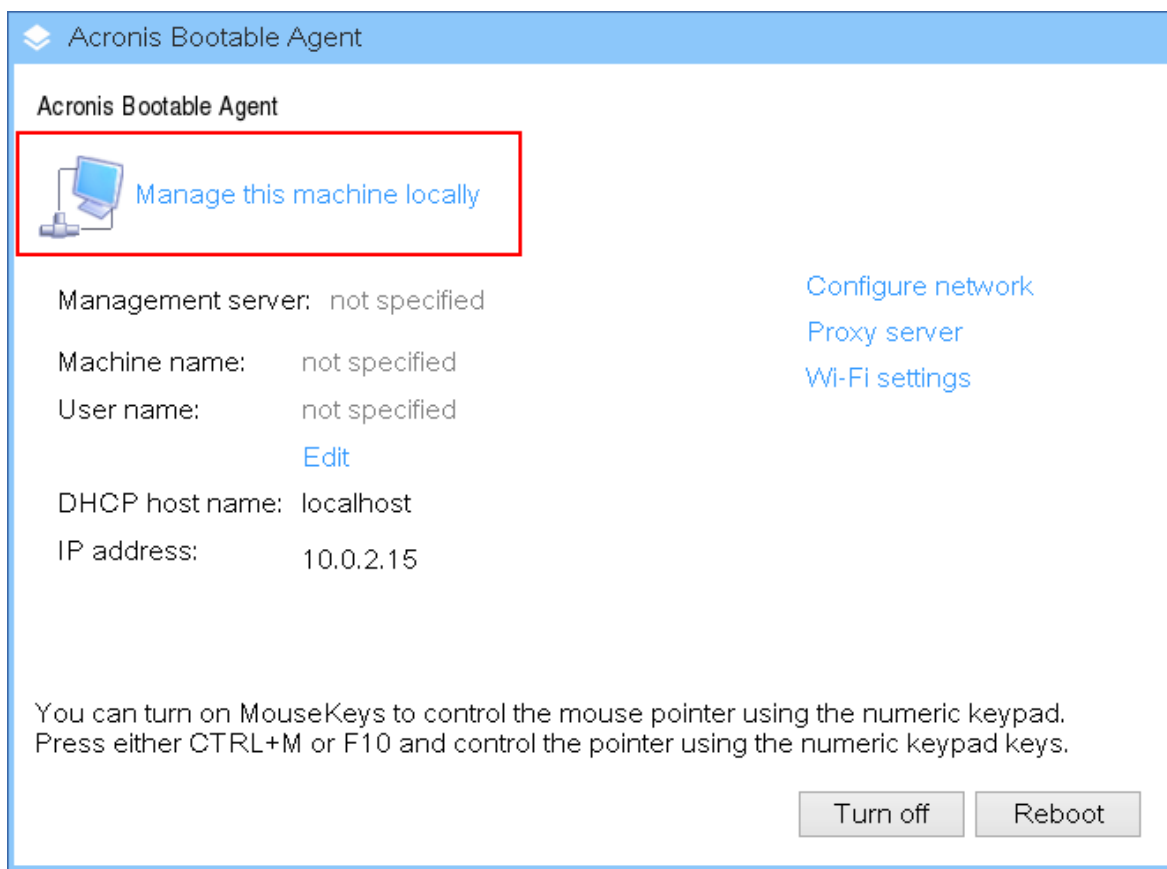 Acronis Bootable Agent
Acronis Bootable Agent
Manage this machine locally
Management server: not specified
Machine name: not specified
User name: not specified
Edit
DHCP host name: localhost
IP address: 10.0.2.15
Configure network
Proxy server
Wi-Fi settings
You can turn on MouseKeys to control the mouse pointer using the numeric keypad.
Press either CTRL+M or F10 and control the pointer using the numeric keypad keys.
Turn off
Reboot